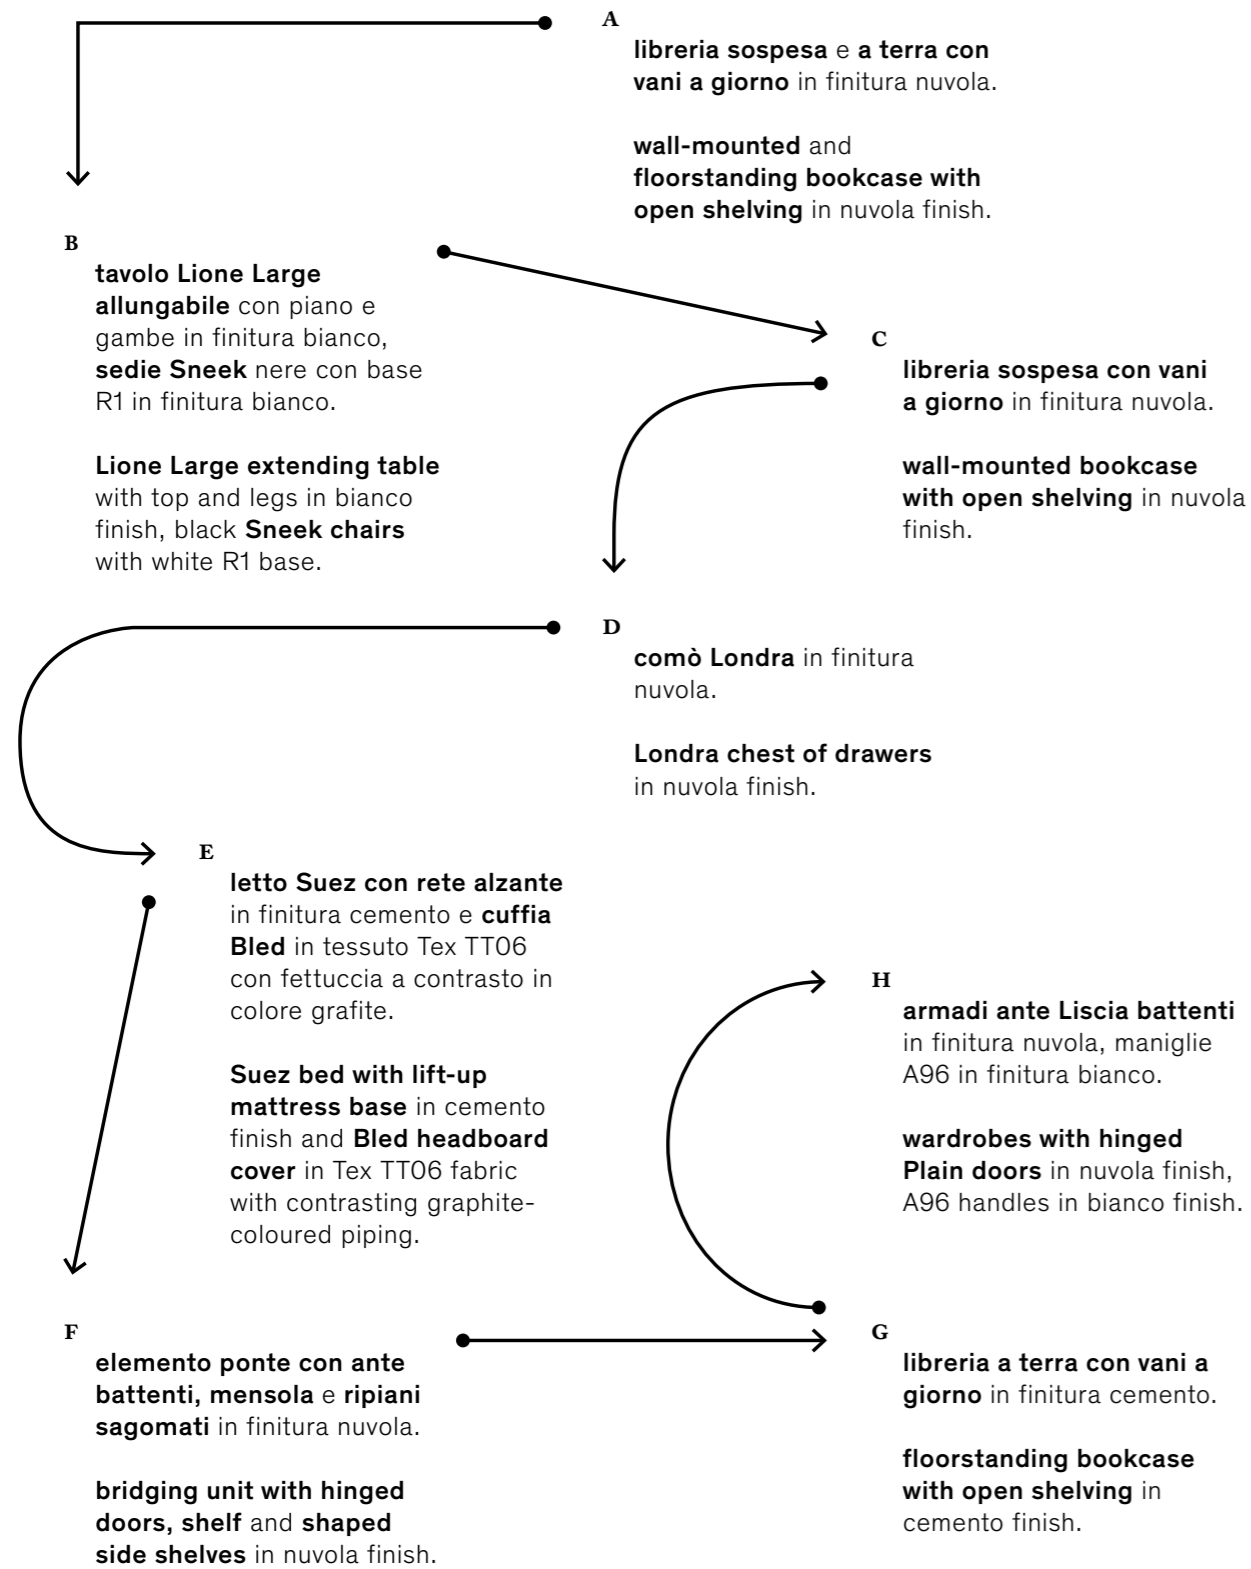 A
libreria sospesa e a terra con
vani a giorno in finitura nuvola.
wall-mounted and
floorstanding bookcase with
open shelving in nuvola finish.
B
tavolo Lione Large
allungabile con piano e
gambe in finitura bianco,
sedie Sneek nere con base
R1 in finitura bianco.
Lione Large extending table
with top and legs in bianco
finish, black Sneek chairs
with white R1 base.
C
libreria sospesa con vani
a giorno in finitura nuvola.
wall-mounted bookcase
with open shelving in nuvola
finish.
D
comò Londra in finitura
nuvola.
Londra chest of drawers
in nuvola finish.
E
letto Suez con rete alzante
in finitura cemento e cuffia
Bled in tessuto Tex TT06
con fettuccia a contrasto in
colore grafite.
Suez bed with lift-up
mattress base in cemento
finish and Bled headboard
cover in Tex TT06 fabric
with contrasting graphite-
coloured piping.
F
elemento ponte con ante
battenti, mensola e ripiani
sagomati in finitura nuvola.
bridging unit with hinged
doors, shelf and shaped
side shelves in nuvola finish.
G
libreria a terra con vani a
giorno in finitura cemento.
floorstanding bookcase
with open shelving in
cemento finish.
H
armadi ante Liscia battenti
in finitura nuvola, maniglie
A96 in finitura bianco.
wardrobes with hinged
Plain doors in nuvola finish,
A96 handles in bianco finish.